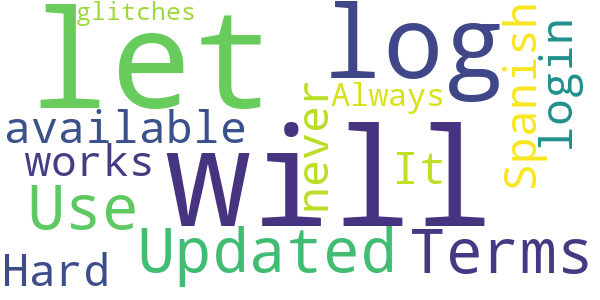 glitches
let
log
Always
Spanish
login
available
never
works
Will
It
Use
Updated
Terms
Hard